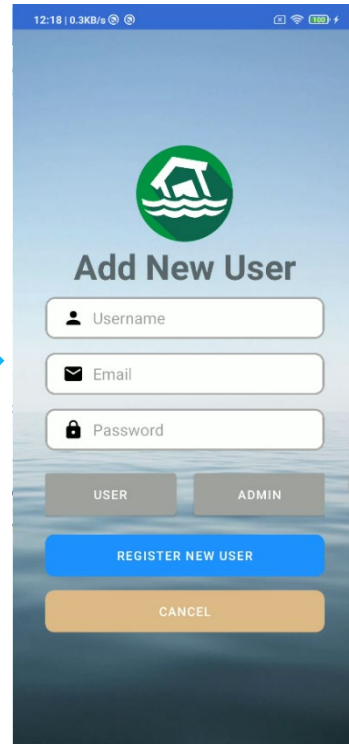 12:18 | 0.3KB/s
100
Add New User
Username
Email
Password
USER ADMIN
REGISTER NEW USER
CANCEL